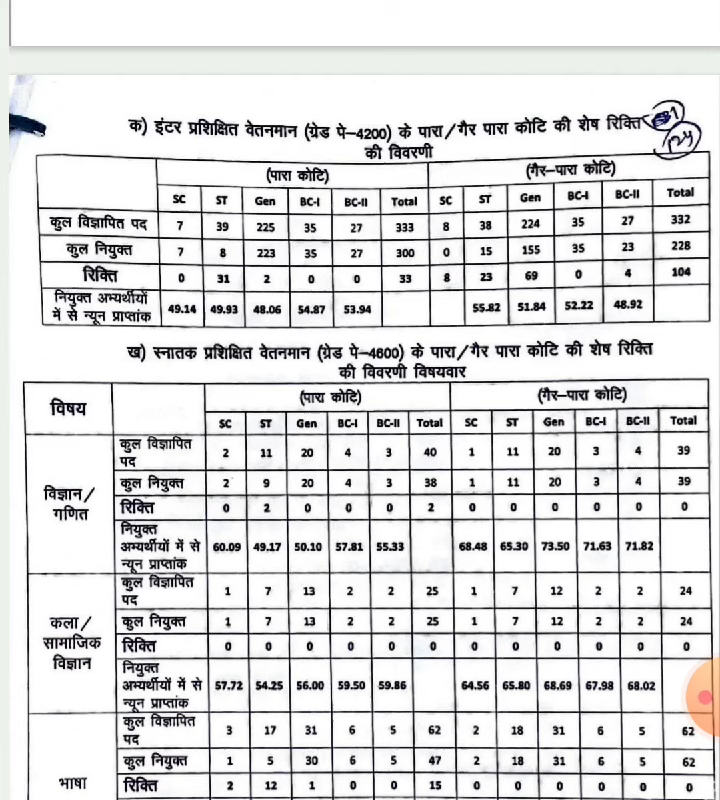 क) इंटर प्रशिक्षित वेतनमान (ग्रेड पे–4200) के पारा/गैर पारा कोटि की शेष रिक्ति
की विवरणी
(पारा कोटि) (गैर–पारा कोटि)
SC ST Gen BC-I BC-II Total SC ST Gen BC-I BC-II Total
कुल विज्ञापित पद 7 39 225 35 27 333 8 38 224 35 27 332
कुल नियुक्त 7 8 223 35 27 300 0 15 155 35 23 228
रिक्ति 0 31 2 0 0 33 8 23 69 0 4 104
नियुक्त अभ्यर्थीयों
में से न्यून प्राप्तांक 49.14 49.93 48.06 54.87 53.94 55.82 51.84 52.22 48.92
ख) स्नातक प्रशिक्षित वेतनमान (ग्रेड पे–4600) के पारा/गैर पारा कोटि की शेष रिक्ति
की विवरणी विषयवार
विषय (पारा कोटि) (गैर–पारा कोटि)
SC ST Gen BC-I BC-II Total SC ST Gen BC-I BC-II Total
विज्ञान/
गणित
कुल विज्ञापित
पद 2 11 20 4 3 40 1 11 20 3 4 39
कुल नियुक्त 2 9 20 4 3 38 1 11 20 3 4 39
रिक्ति 0 2 0 0 0 2 0 0 0 0 0 0
नियुक्त
अभ्यर्थीयों में से
न्यून प्राप्तांक 60.09 49.17 50.10 57.81 55.33 68.48 65.30 73.50 71.63 71.82
कला/
सामाजिक
विज्ञान
कुल विज्ञापित
पद 1 7 13 2 2 25 1 7 12 2 2 24
कुल नियुक्त 1 7 13 2 2 25 1 7 12 2 2 24
रिक्ति 0 0 0 0 0 0 0 0 0 0 0 0
नियुक्त
अभ्यर्थीयों में से
न्यून प्राप्तांक 57.72 54.25 56.00 59.50 59.86 64.56 65.80 68.69 67.98 68.02
भाषा
कुल विज्ञापित
पद 3 17 31 6 5 62 2 18 31 6 5 62
कुल नियुक्त 1 5 30 6 5 47 2 18 31 6 5 62
रिक्ति 2 12 1 0 0 15 0 0 0 0 0 0